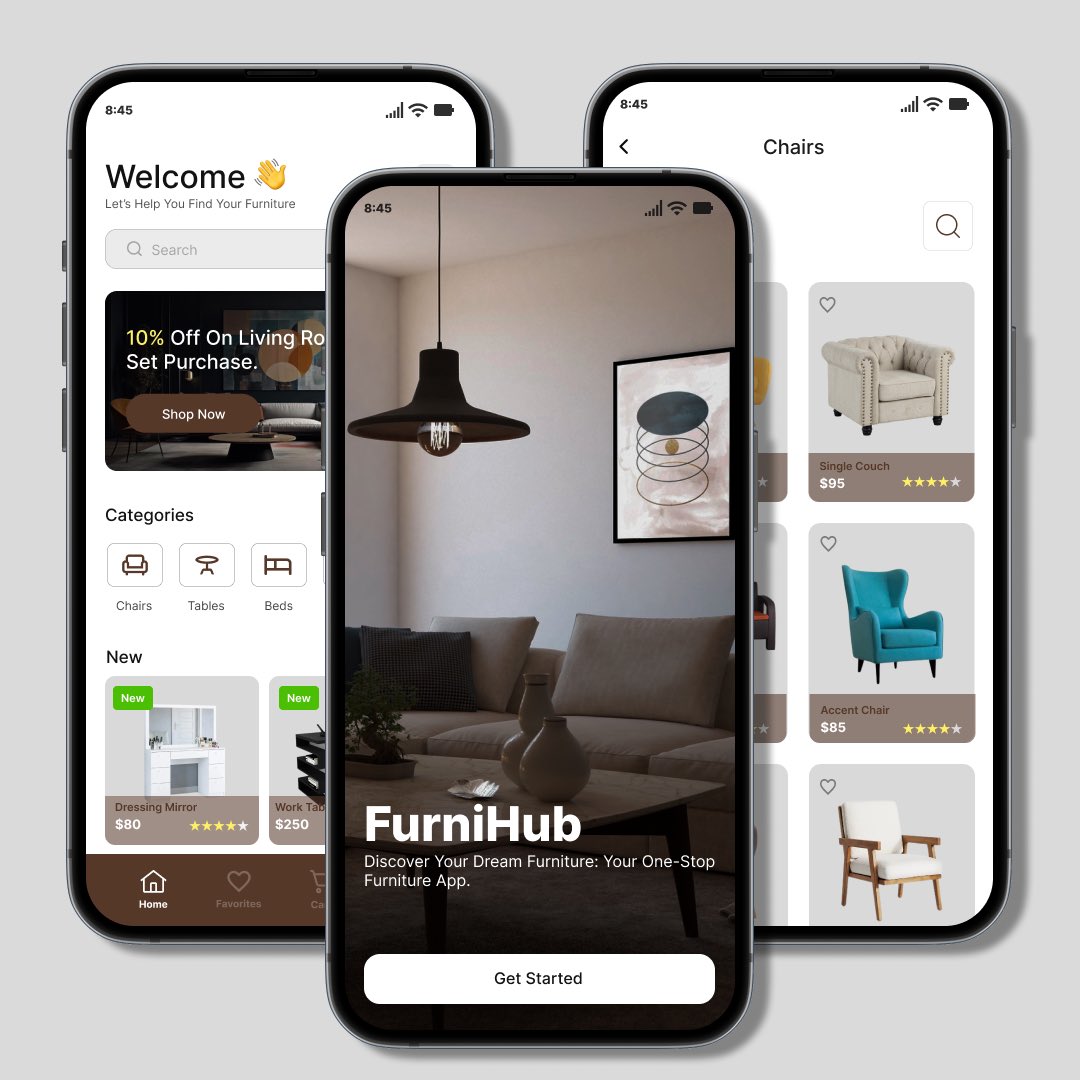 8:45
Welcome 👋
Let's Help You Find Your Furniture
Search
10% Off On Living Ro
Set Purchase.
Shop Now
Categories
Chairs
Tables
Beds
New
New
New
Dressing Mirror
$80
Work Tab
$250
Home
Favorites
Ca
8:45
FurniHub
Discover Your Dream Furniture: Your One-Stop
Furniture App.
Get Started
8:45
Chairs
Single Couch
$95
Accent Chair
$85